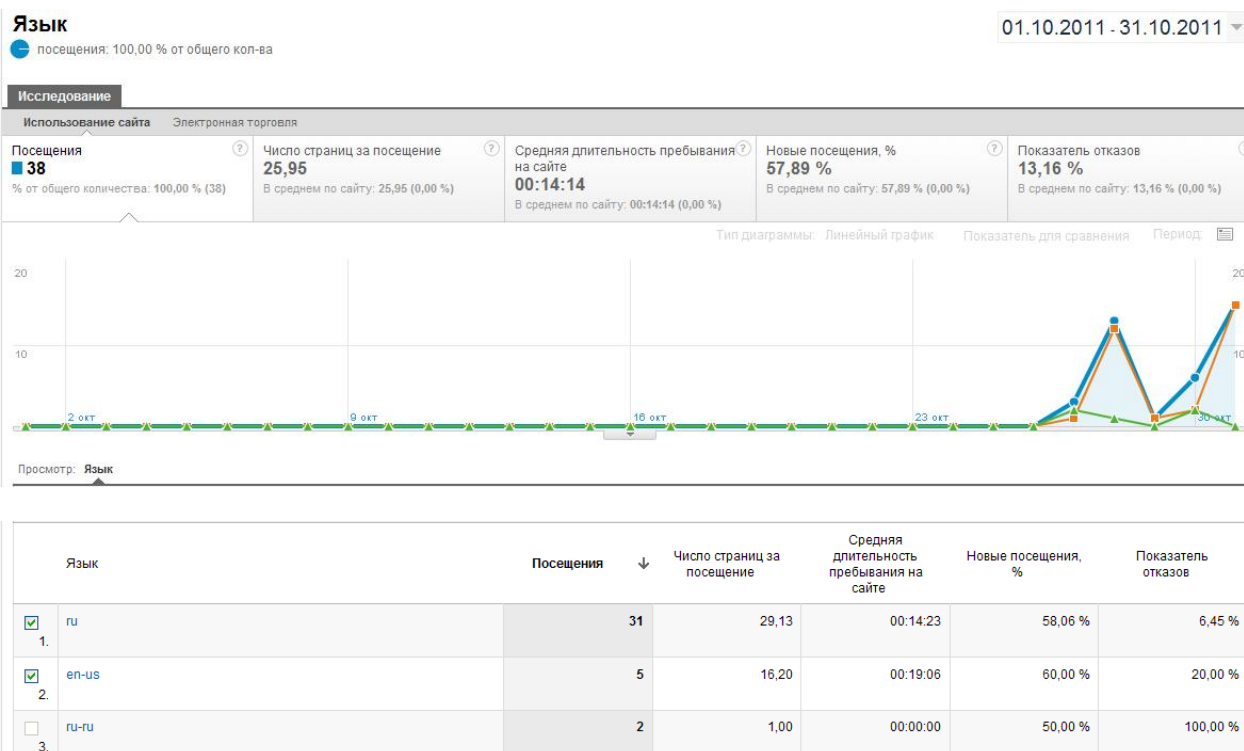 Язык
01.10.2011 - 31.10.2011
посещения: 100,00 % от общего кол-ва
Исследование
Использование сайта Электронная торговля
Посещения ?
38
% от общего количества: 100,00 % (38)
Число страниц за посещение ?
25,95
В среднем по сайту: 25,95 (0,00 %)
Средняя длительность пребывания ?
на сайте
00:14:14
В среднем по сайту: 00:14:14 (0,00 %)
Новые посещения, % ?
57,89 %
В среднем по сайту: 57,89 % (0,00 %)
Показатель отказов
13,16 %
В среднем по сайту: 13,16 % (0,00 %)
Тип диаграммы: Линейный график Показатель для сравнения Период:
20 20
10 10
2 окт 9 окт 16 окт 23 окт 30 окт
Просмотр: Язык
Язык
Посещения
Число страниц за
посещение
Средняя
длительность
пребывания на
сайте
Новые посещения,
%
Показатель
отказов
ru 31 29,13 00:14:23 58,06 % 6,45 %
1.
en-us 5 16,20 00:19:06 60,00 % 20,00 %
2.
ru-ru 2 1,00 00:00:00 50,00 % 100,00 %
3.